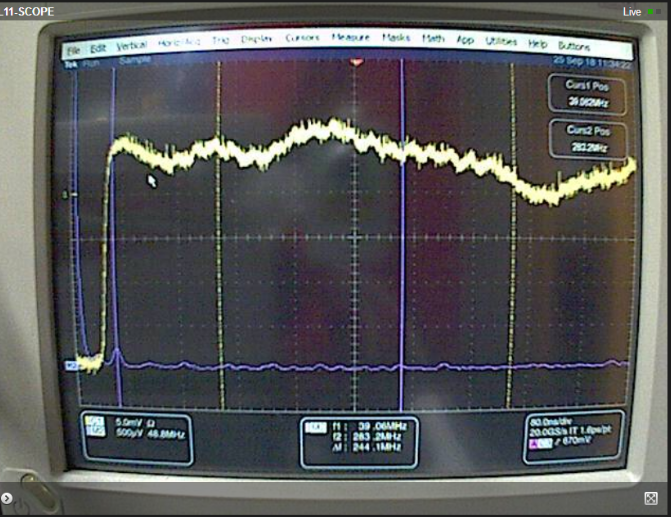 .11-SCOPE
Live
File Edit Vertical Horiz/Acq Trig Display Cursors Measure Masks Math App Utilities Help Buttons
Tek Run Sample 25 Sep 18 11:34:22
Curs1 Pos
39.062MHz
Curs2 Pos
283.2MHz
5.0mV Ω
500µV 48.8MHz
f1 : 39 .06MHz
f2 : 283 .2MHz
Δf : 244 .1MHz
80.0ns/div
20.0GS/s IT 1.6ps/pt
670mV